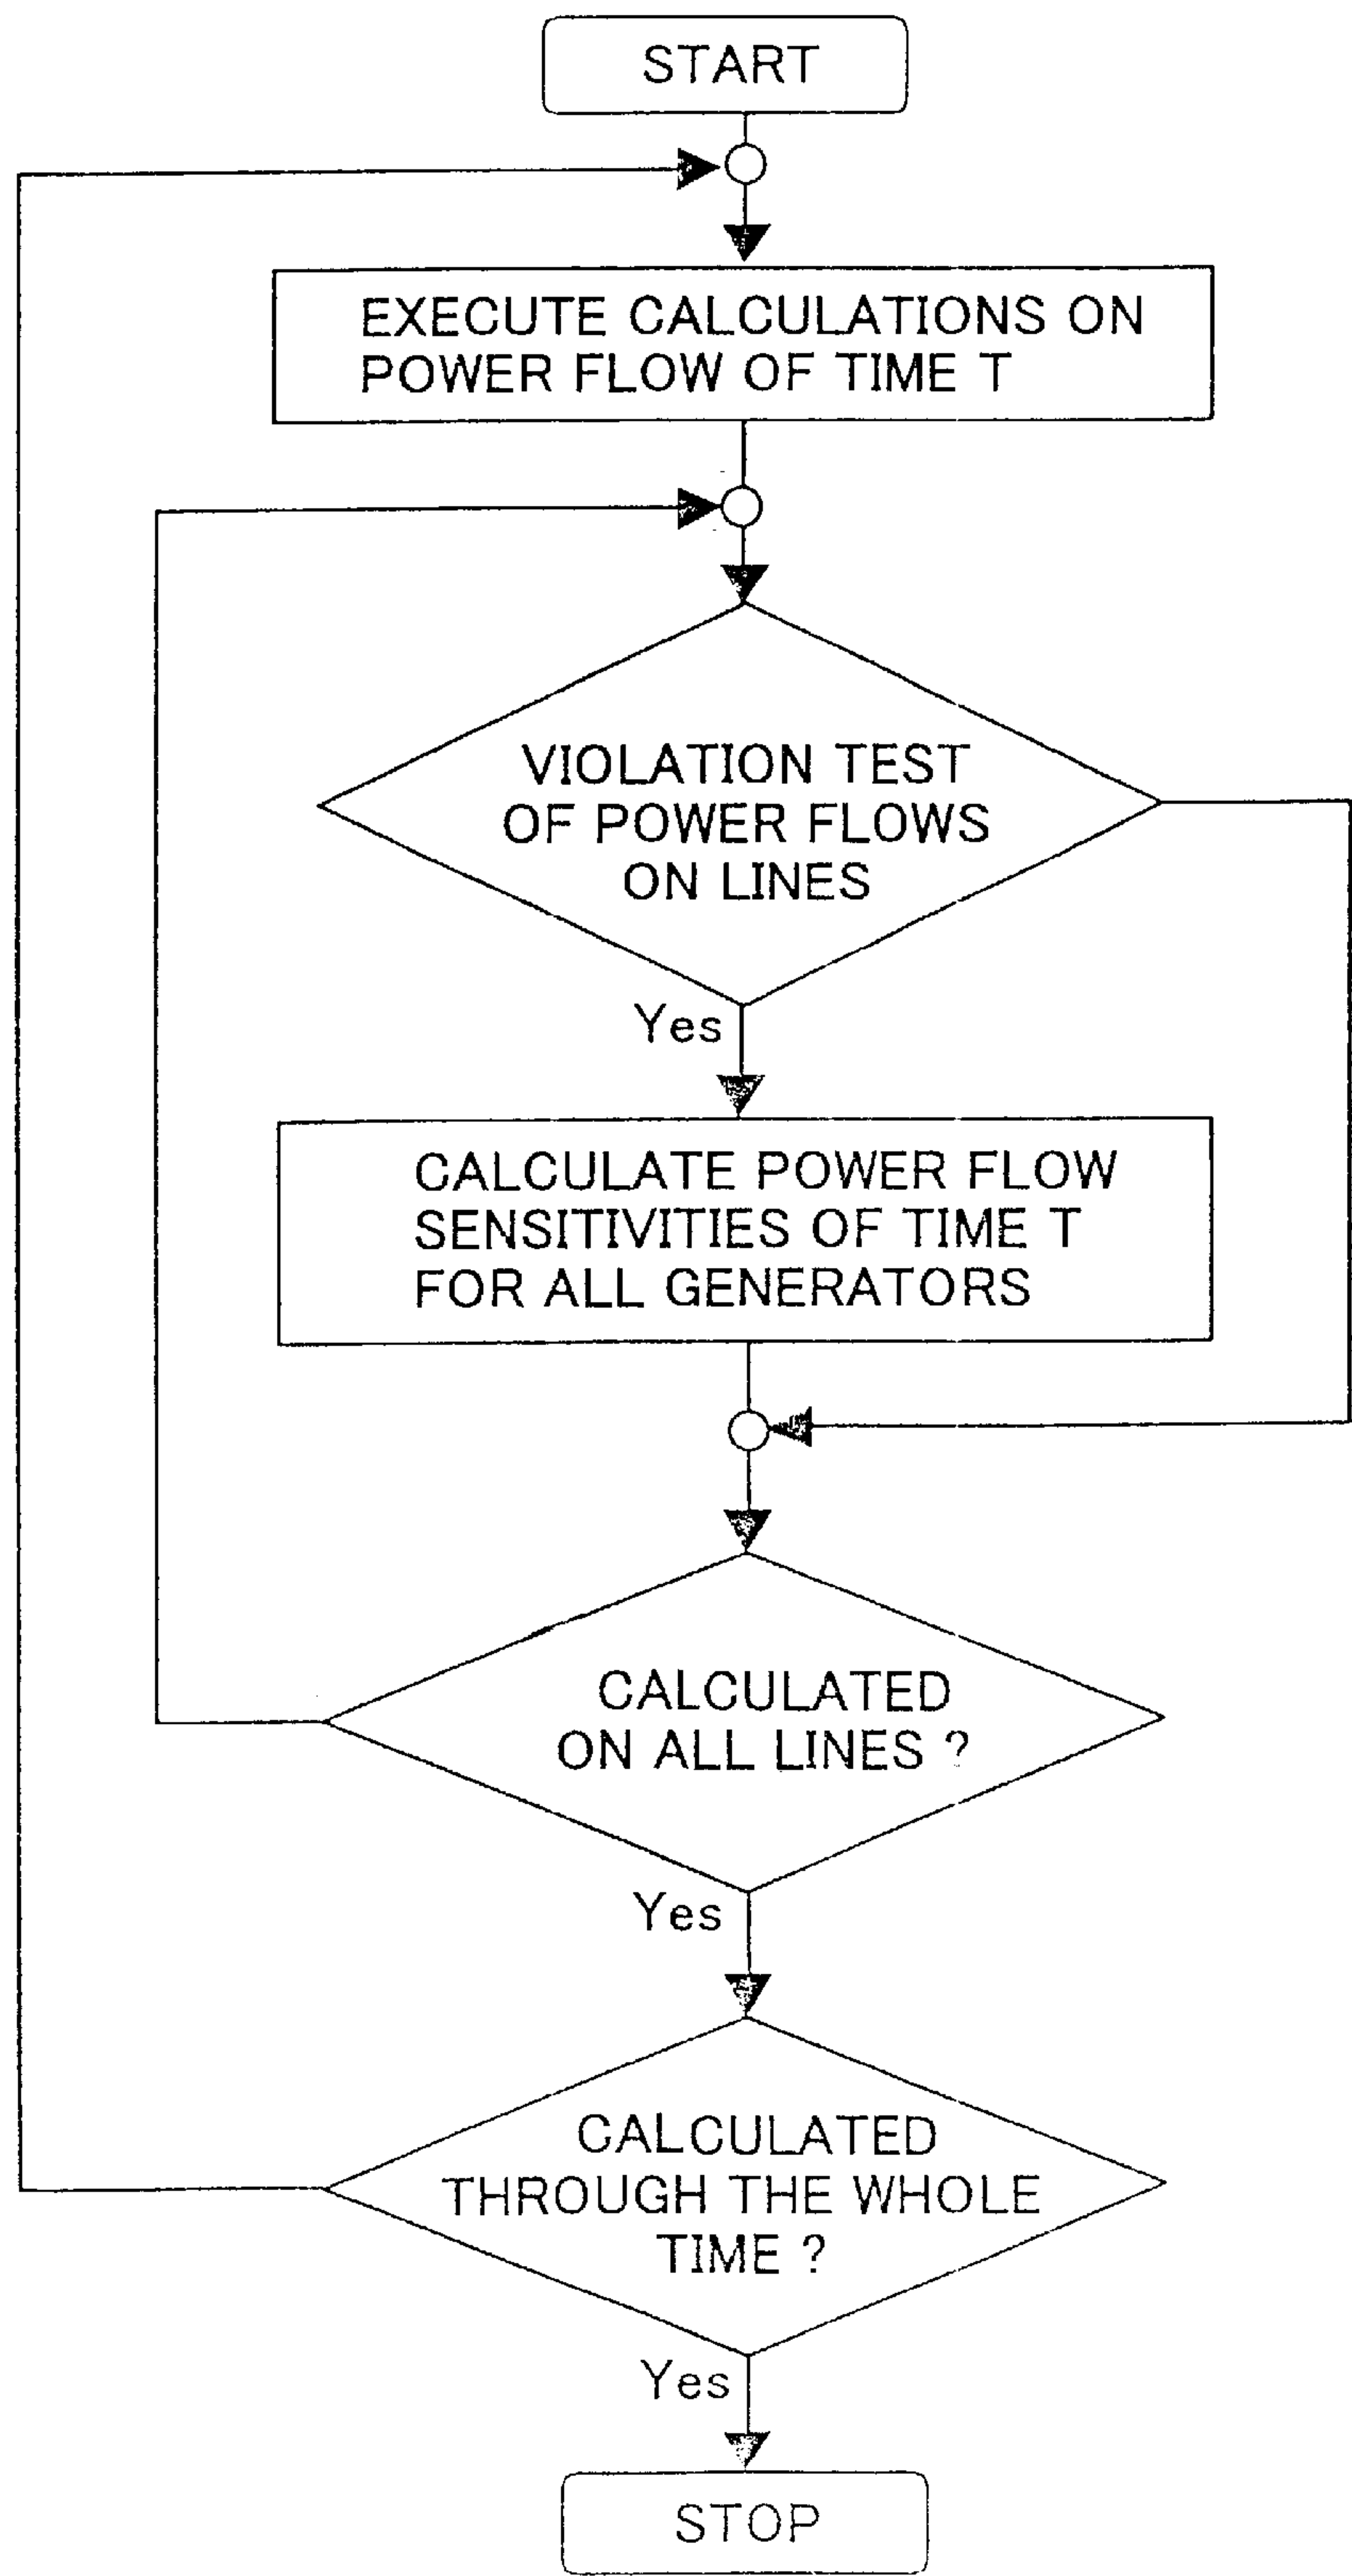 START
EXECUTE CALCULATIONS ON
POWER FLOW OF TIME T
VIOLATION TEST
OF POWER FLOWS
ON LINES
Yes
CALCULATE POWER FLOW
SENSITIVITIES OF TIME T
FOR ALL GENERATORS
CALCULATED
ON ALL LINES ?
Yes
CALCULATED
THROUGH THE WHOLE
TIME ?
Yes
STOP